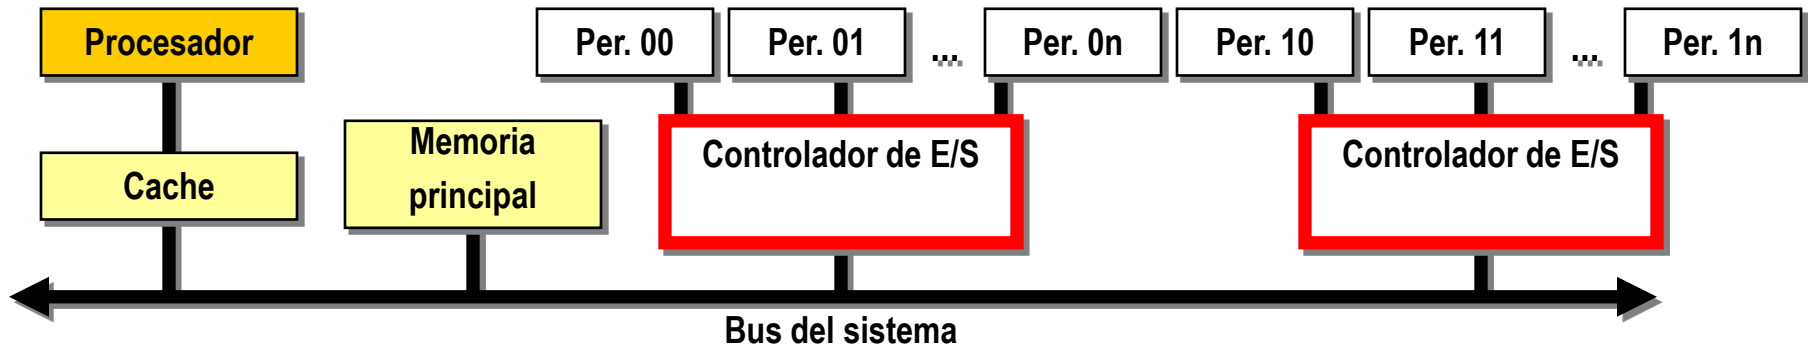 Procesador
Per. 00
Per. 01
...
Per. 0n
Per. 10
Per. 11
...
Per. 1n
Cache
Memoria
principal
Controlador de E/S
Controlador de E/S
Bus del sistema